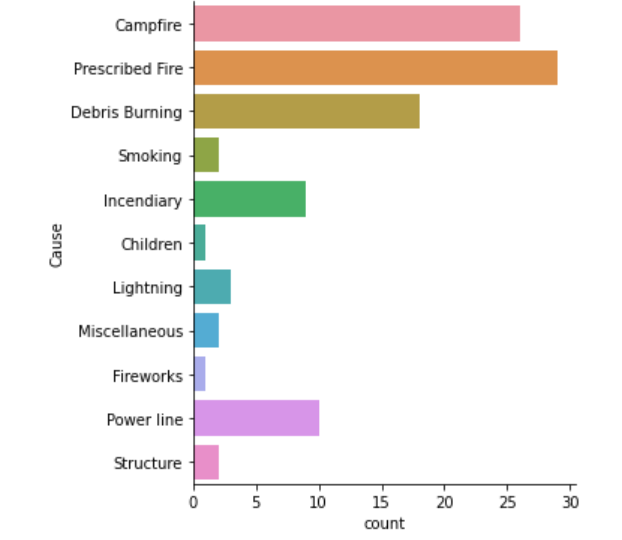 Campfire
Prescribed Fire
Debris Burning
Smoking
Incendiary
Children
Lightning
Miscellaneous
Fireworks
Power line
Structure
Cause
0 5 10 15 20 25 30
count